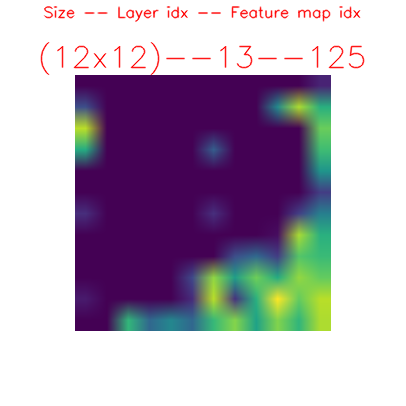 Size -- Layer idx -- Feature map idx
(12x12)--13--125